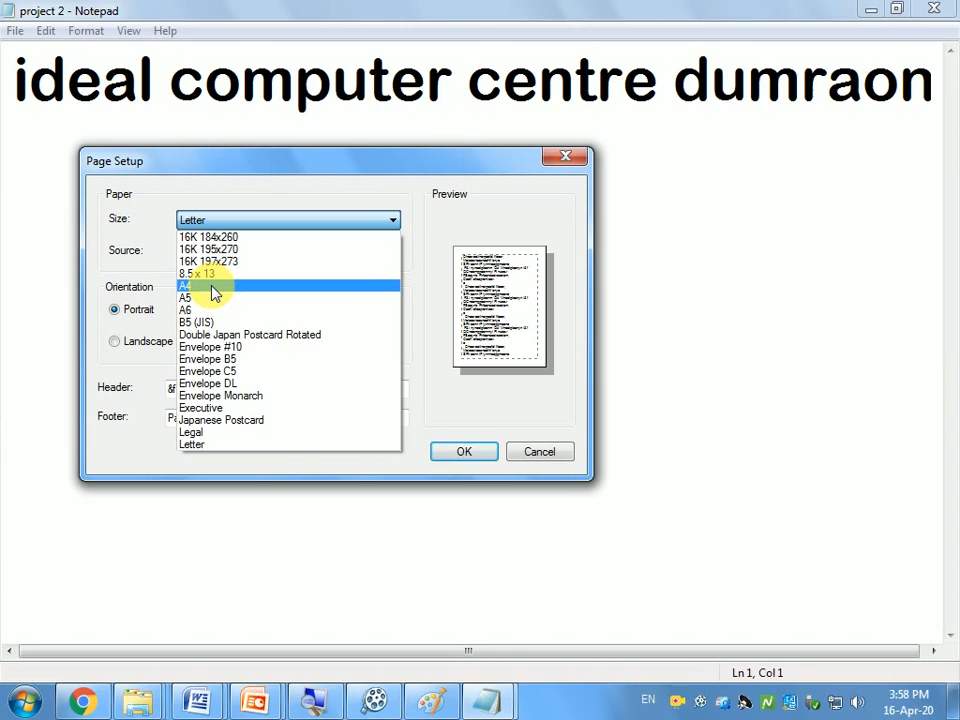 project 2 - Notepad
File Edit Format View Help
ideal computer centre dumraon
Page Setup
Paper
Preview
Size:
Letter
16K 184x260
16K 195x270
Source:
16K 197x273
8.5 x 13
Orientation
A4
A5
Portrait
A6
B5 (JIS)
Double Japan Postcard Rotated
Landscape
Envelope #10
Envelope B5
Envelope C5
Envelope DL
Header:
&f
Envelope Monarch
Executive
Footer:
Pa
Japanese Postcard
Legal
Letter
OK
Cancel
Ln 1, Col 1
EN
3:58 PM
16-Apr-20